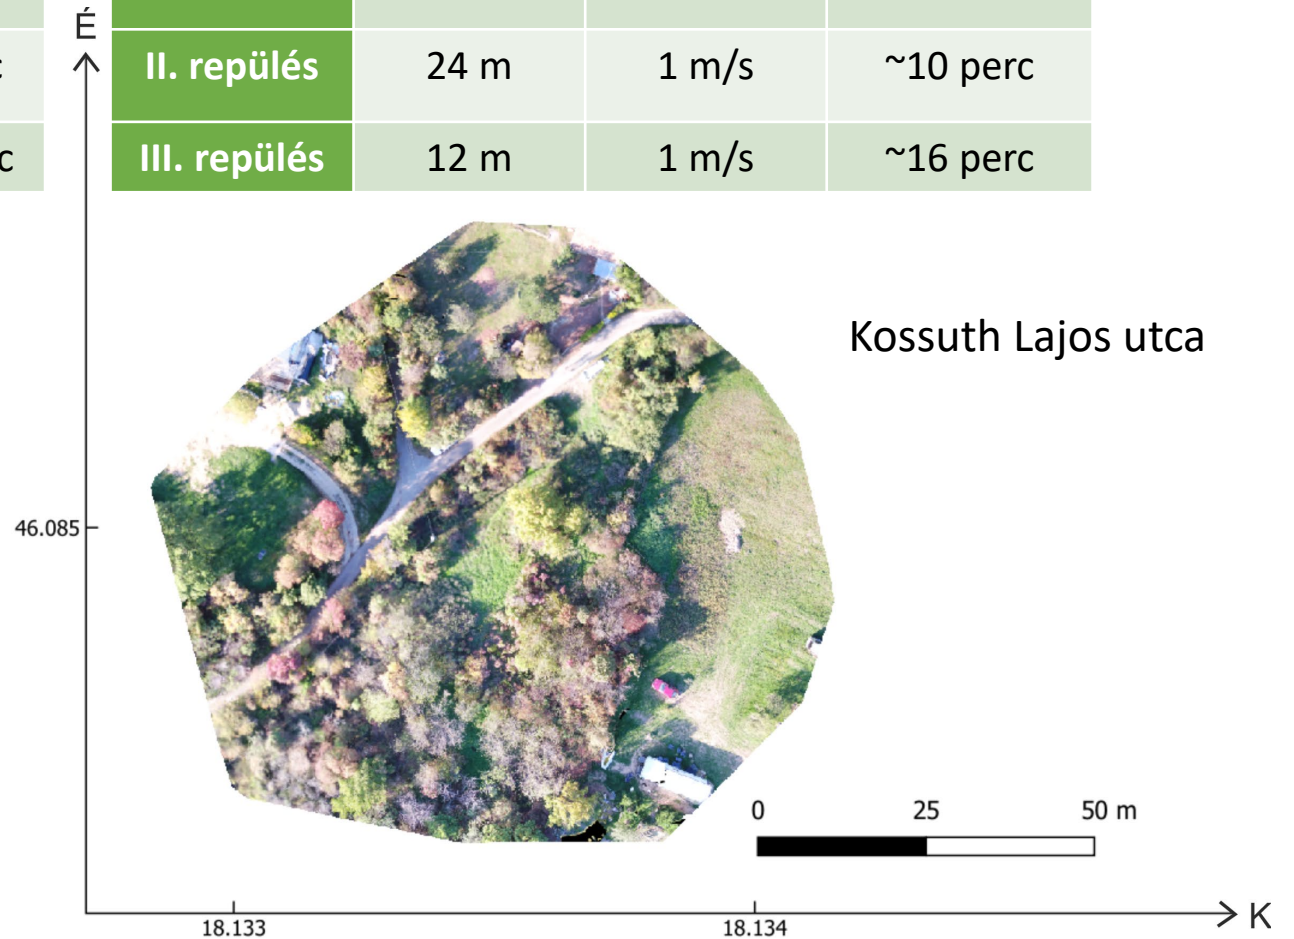 É
II. repülés 24 m 1 m/s ~10 perc
c III. repülés 12 m 1 m/s ~16 perc
Kossuth Lajos utca
46.085
0 25 50 m
18.133 18.134
K